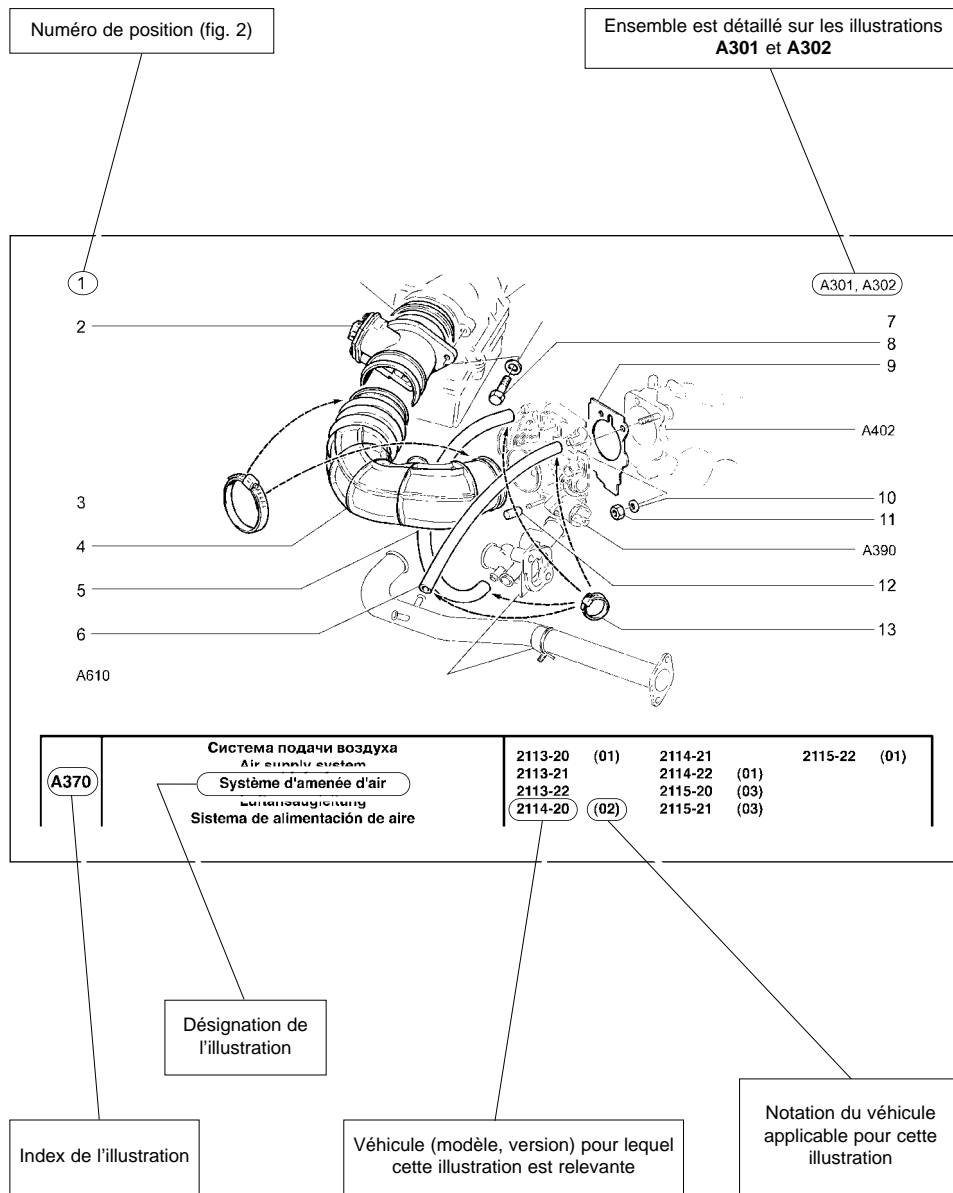 Numéro de position (fig. 2)
Ensemble est détaillé sur les illustrations
A301 et A302
1
A301, A302
2
7
8
9
A402
3
10
11
4
A390
5
12
6
13
A610
A370
Система подачи воздуха
Air supply system
Système d'amenée d'air
Luftansaugleitung
Sistema de alimentación de aire
2113-20 (01) 2114-21 2115-22 (01)
2113-21 2114-22 (01)
2113-22 2115-20 (03)
2114-20 (02) 2115-21 (03)
Désignation de
l'illustration
Index de l'illustration
Véhicule (modèle, version) pour lequel
cette illustration est relevante
Notation du véhicule
applicable pour cette
illustration